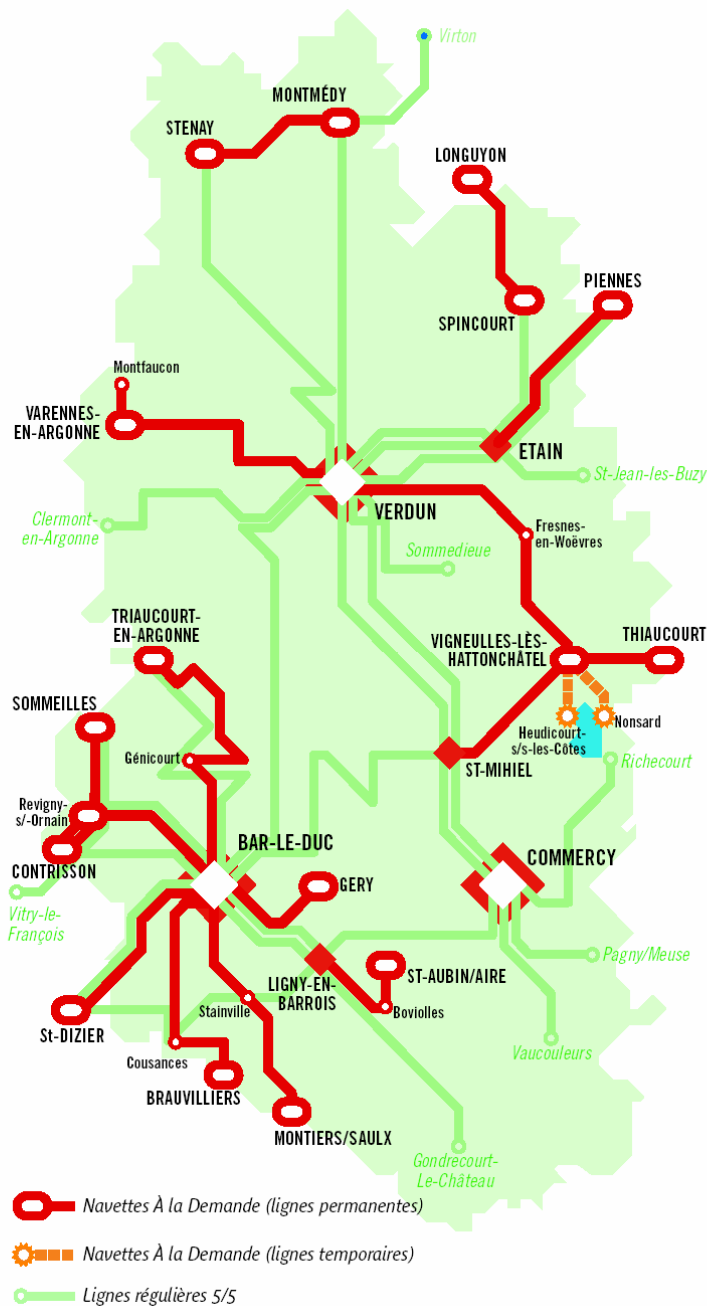 Virton
MONTMÉDY
STENAY
LONGUYON
PIENNES
SPINCOURT
Montfaucon
VARENNES-
EN-ARGONNE
ETAIN
St-Jean-les-Buzy
VERDUN
Clermont-
en-Argonne
Fresnes-
en-Woëvres
Sommedieue
TRIAUCOURT-
EN-ARGONNE
VIGNEULLES-LÈS-
HATTONCHÂTEL
THIAUCOURT
SOMMEILLES
Heudicourt-
s/s-les-Côtes
Nonsard
Génicourt
ST-MIHIEL
Richecourt
Revigny-
s/-Ornain
BAR-LE-DUC
COMMERCY
CONTRISSON
GERY
Vitry-le-
François
Pagny/Meuse
ST-AUBIN/AIRE
LIGNY-EN-
BARROIS
Stainville
Boviolles
St-DIZIER
Vaucouleurs
Cousances
BRAUVILLIERS
MONTIERS/SAULX
Gondrecourt-
Le-Château
Navettes À la Demande (lignes permanentes)
Navettes À la Demande (lignes temporaires)
Lignes régulières 5/5